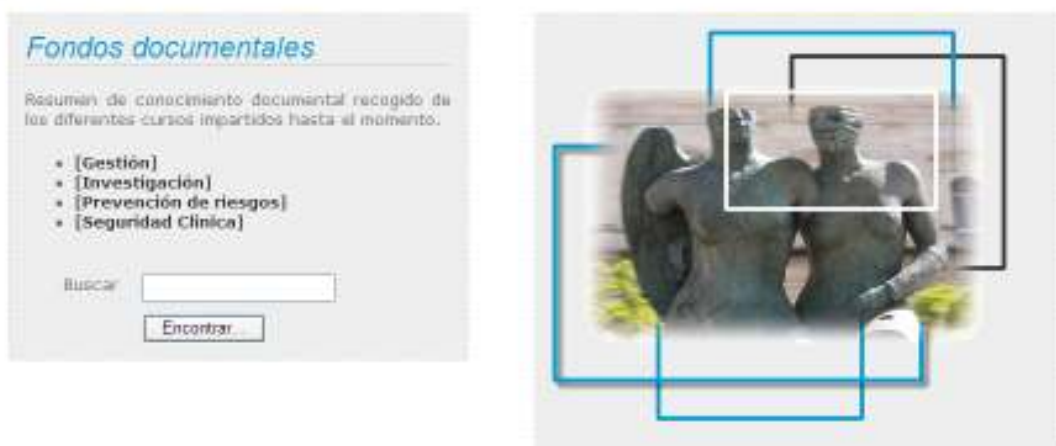 Fondos documentales
Resumen de conocimiento documental recogido de
los diferentes cursos impartidos hasta el momento.
[Gestión]
[Investigación]
[Prevención de riesgos]
[Seguridad Clinica]
Buscar
Encontrar...